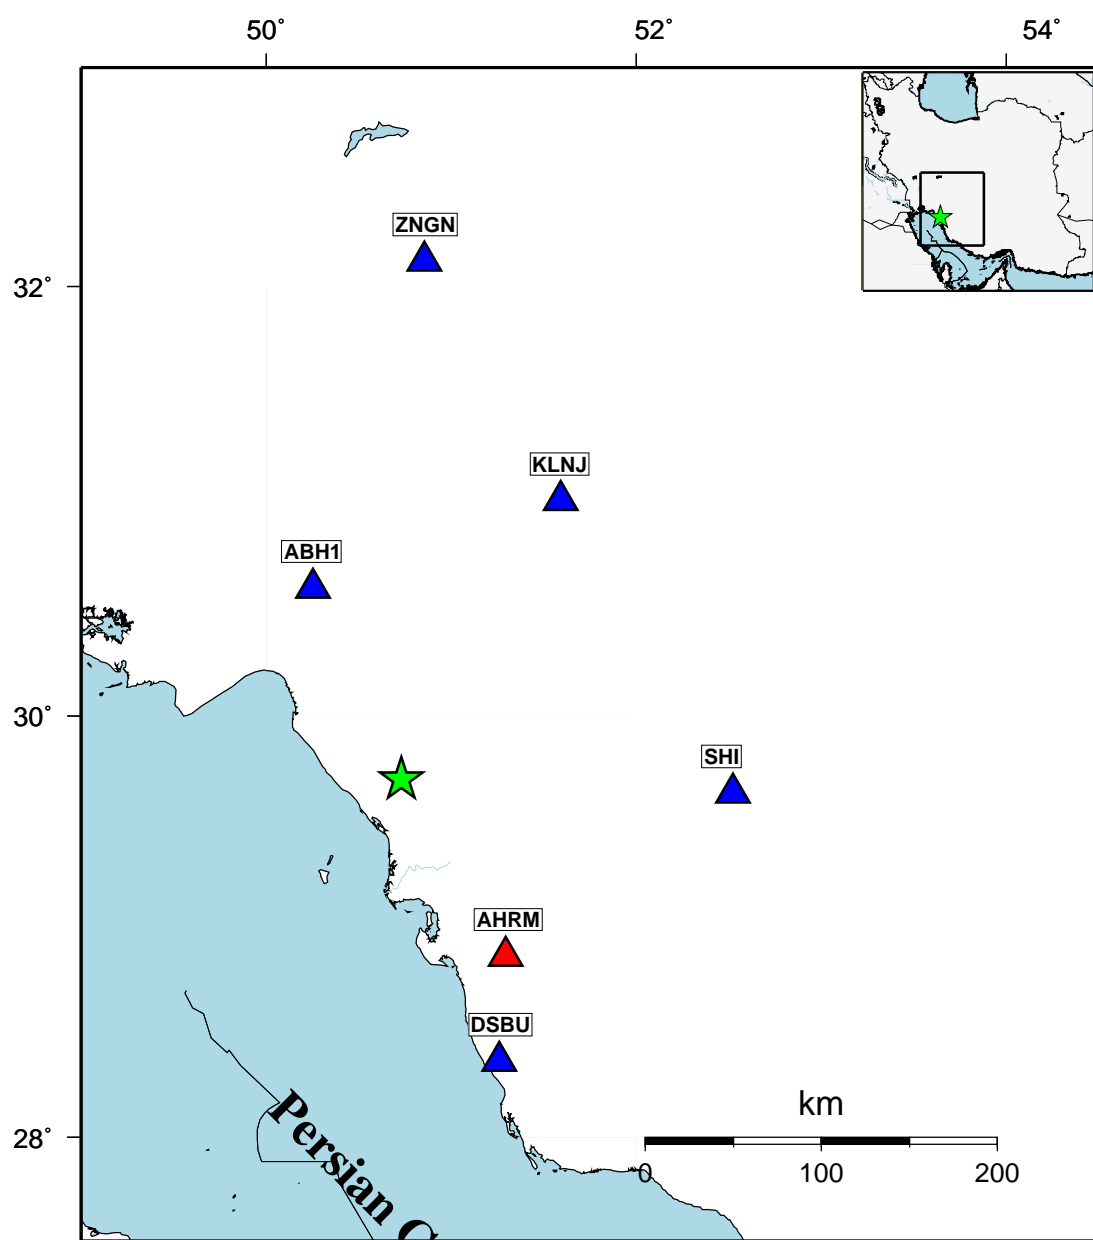 50° 52° 54°
ZNGN
32°
KLNJ
ABH1
30°
SHI
AHRM
DSBU
km
28°
0 100 200
Persian G